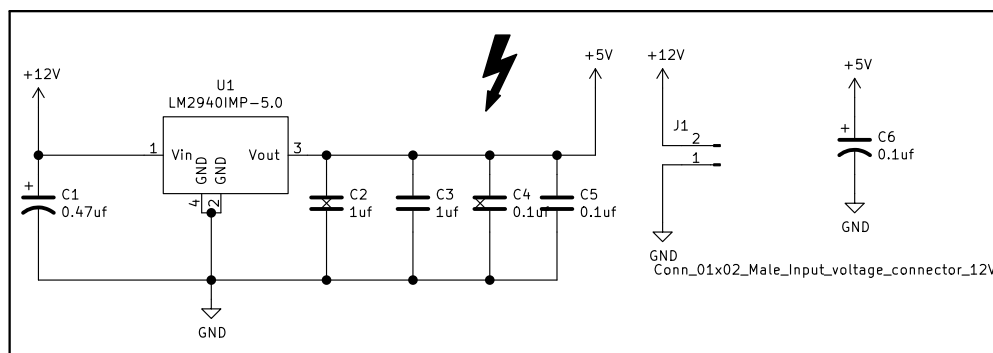 +12V
U1
LM2940IMP-5.0
1
Vin
GND
GND
Vout
3
4
2
+
C1
0.47uf
GND
C2
1uf
C3
1uf
C4
0.1uf
C5
0.1uf
+5V
+12V
J1
2
1
GND
Conn_01x02_Male_Input_voltage_connector_12V
+5V
+
C6
0.1uf
GND